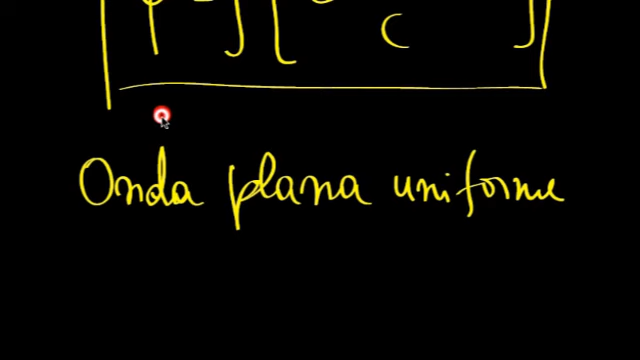 φ = f [
c
Onda plana uniforme